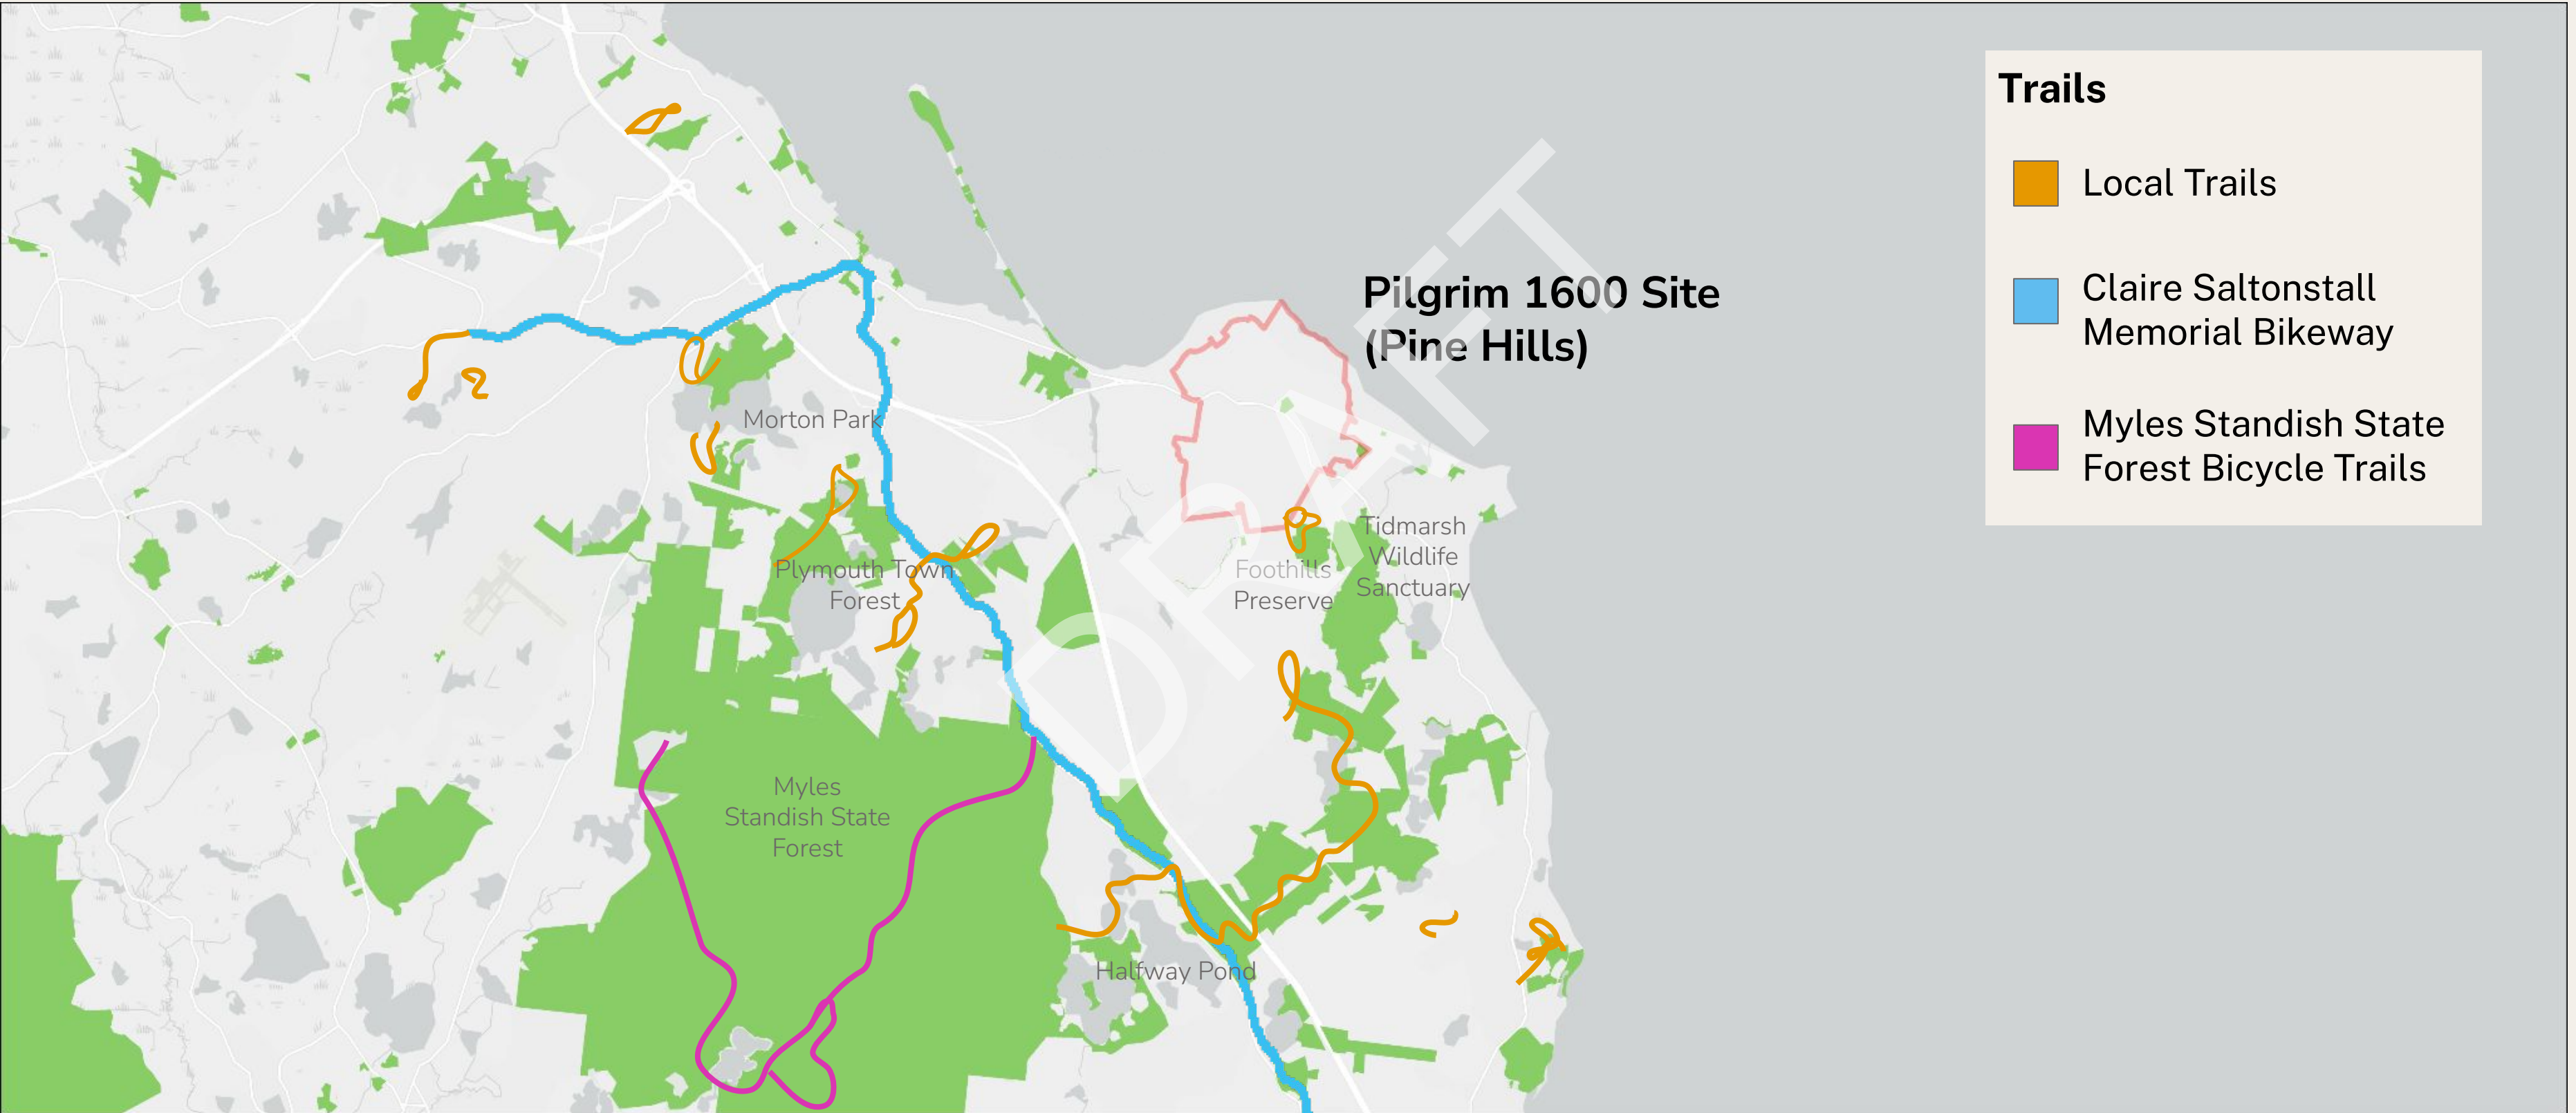 Trails
Local Trails
Claire Saltonstall
Memorial Bikeway
Myles Standish State
Forest Bicycle Trails
Pilgrim 1600 Site
(Pine Hills)
Morton Park
Plymouth Town
Forest
Foothills
Preserve
Tidmarsh
Wildlife
Sanctuary
Myles
Standish State
Forest
Halfway Pond
DRAFT